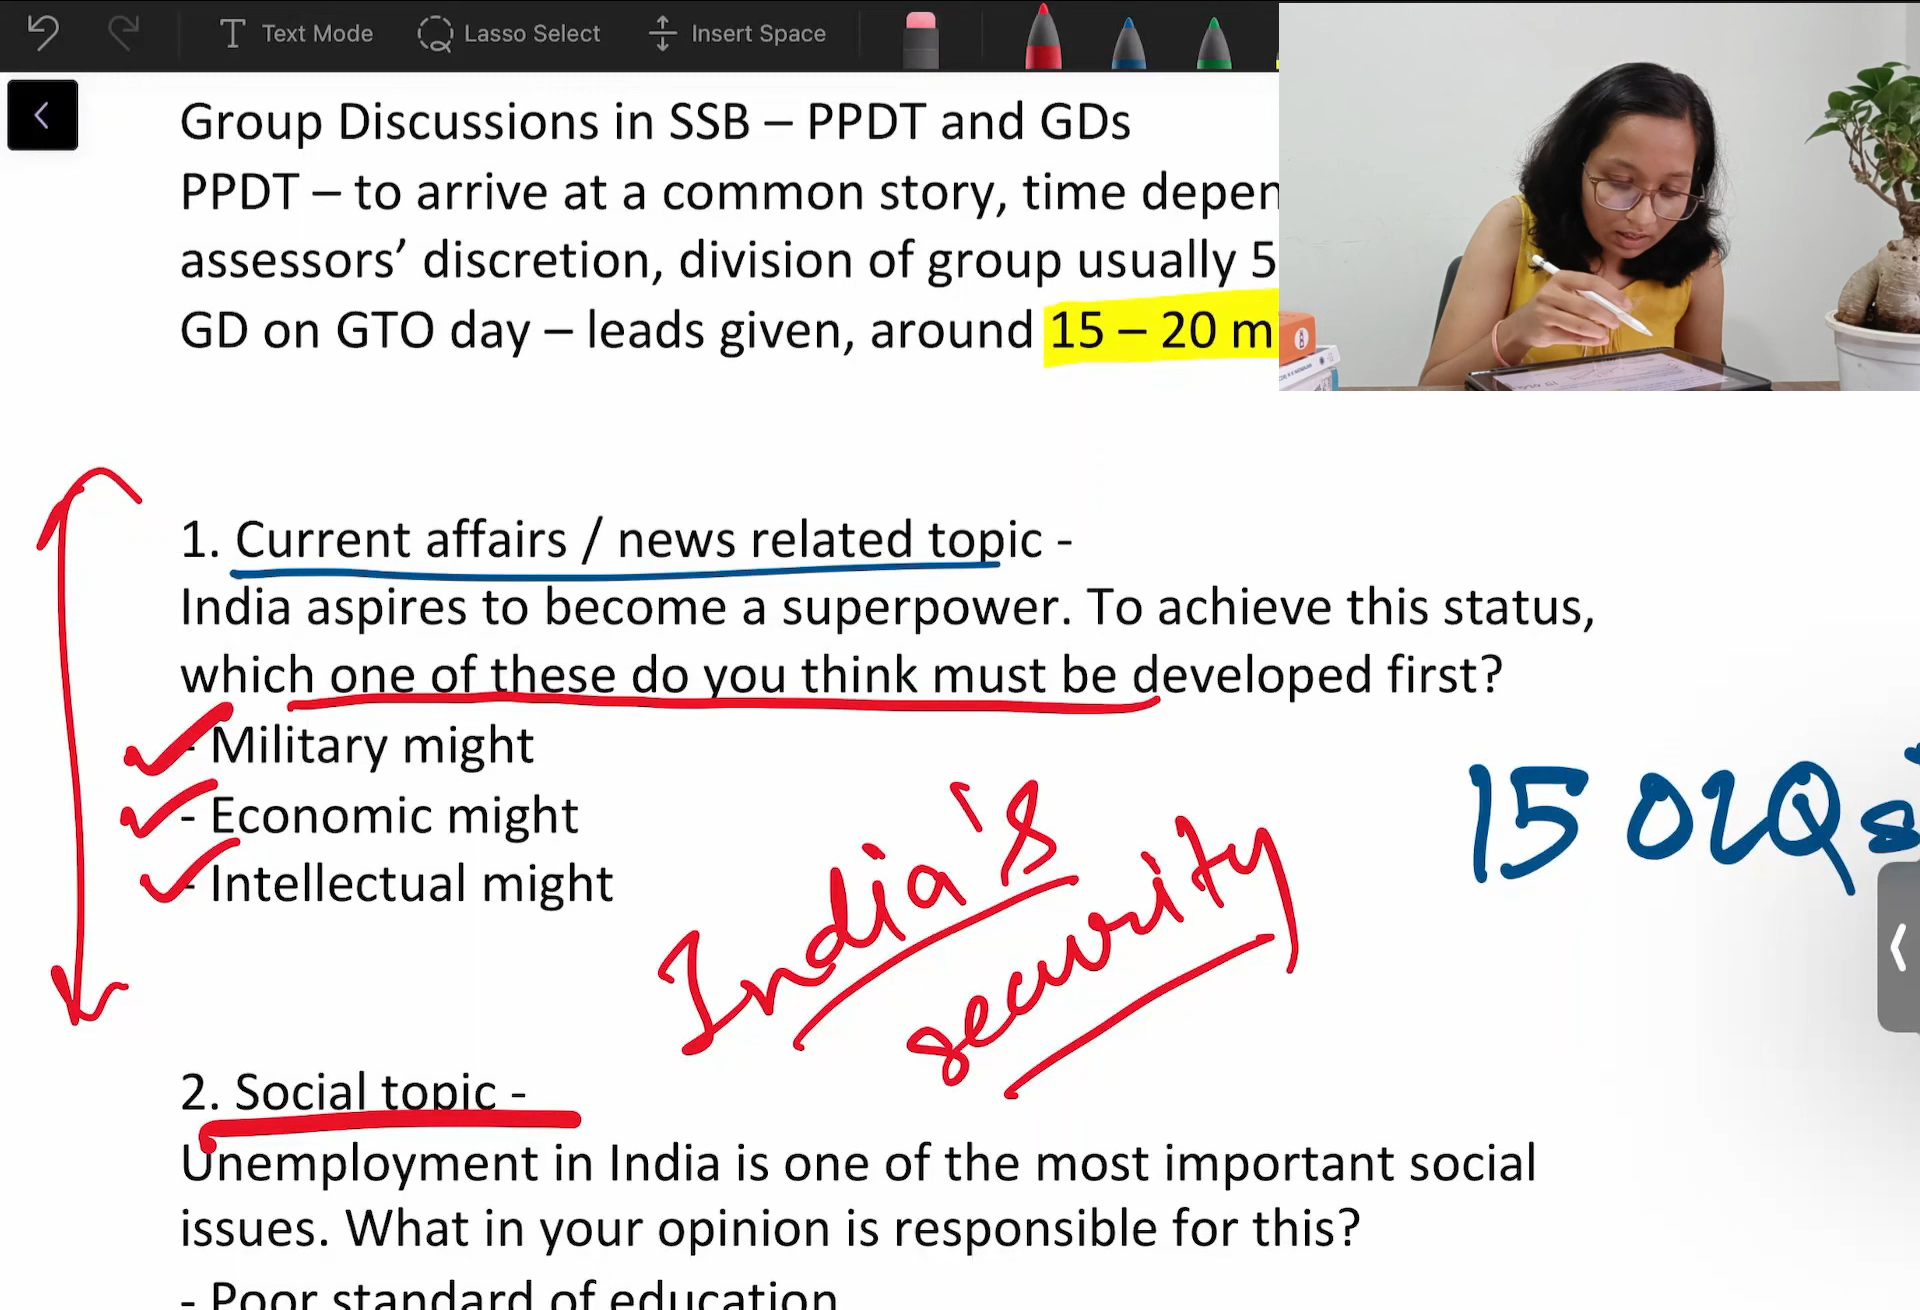 Text Mode Lasso Select Insert Space
Group Discussions in SSB – PPDT and GDs
PPDT – to arrive at a common story, time depen
assessors’ discretion, division of group usually 5
GD on GTO day – leads given, around 15 – 20 m
1. Current affairs / news related topic -
India aspires to become a superpower. To achieve this status,
which one of these do you think must be developed first?
- Military might
- Economic might
- Intellectual might
India's
security
15 OLQs
2. Social topic -
Unemployment in India is one of the most important social
issues. What in your opinion is responsible for this?
- Poor standard of education